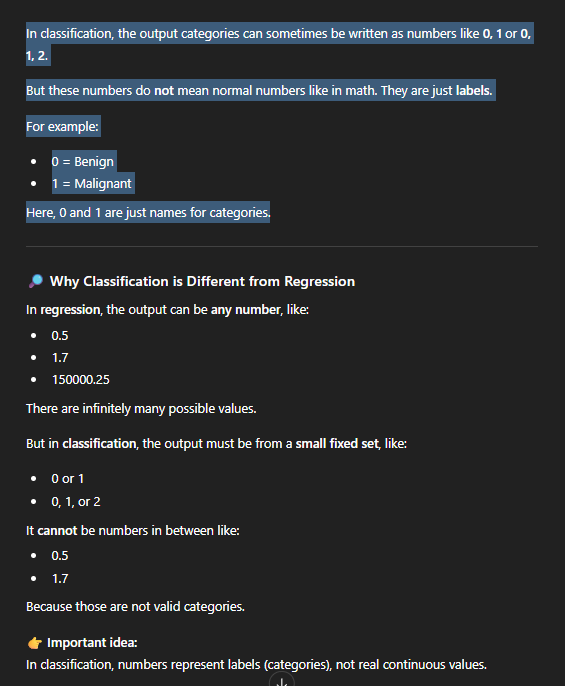 In classification, the output categories can sometimes be written as numbers like 0, 1 or 0,
1, 2.
But these numbers do not mean normal numbers like in math. They are just labels.
For example:
• 0 = Benign
• 1 = Malignant
Here, 0 and 1 are just names for categories.
🔎 Why Classification is Different from Regression
In regression, the output can be any number, like:
• 0.5
• 1.7
• 150000.25
There are infinitely many possible values.
But in classification, the output must be from a small fixed set, like:
• 0 or 1
• 0, 1, or 2
It cannot be numbers in between like:
• 0.5
• 1.7
Because those are not valid categories.
👉 Important idea:
In classification, numbers represent labels (categories), not real continuous values.